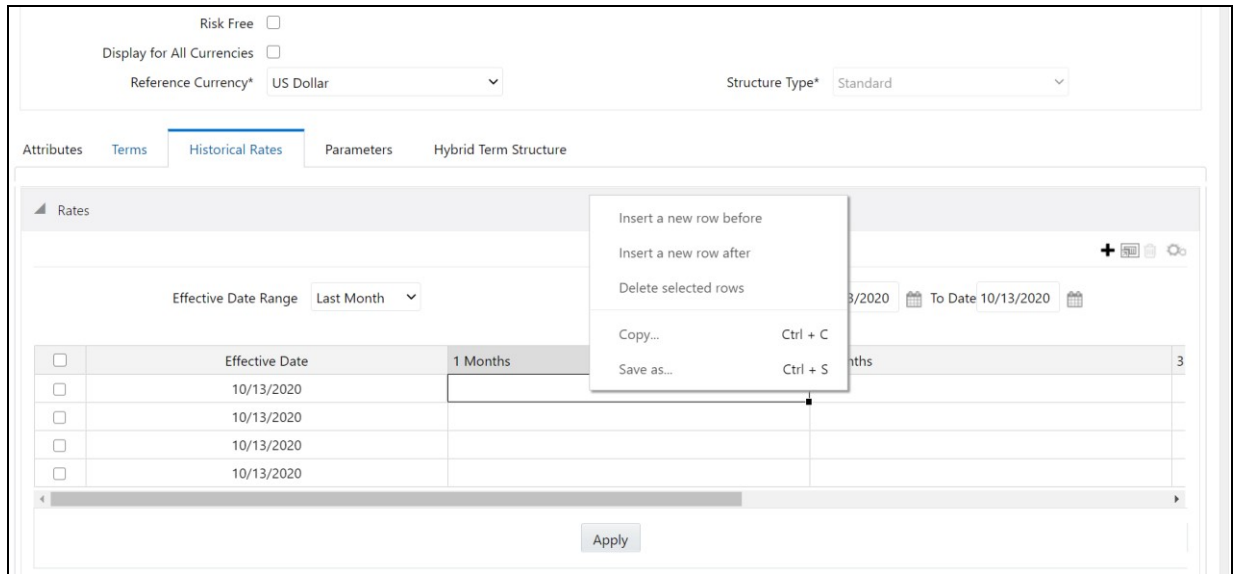 Risk Free
Display for All Currencies
Reference Currency* US Dollar Structure Type* Standard
Attributes Terms Historical Rates Parameters Hybrid Term Structure
Rates
Insert a new row before
Insert a new row after
Delete selected rows
Copy... Ctrl + C
Save as... Ctrl + S
Effective Date Range Last Month /2020 To Date 10/13/2020
Effective Date 1 Months 3
10/13/2020
10/13/2020
10/13/2020
10/13/2020
Apply